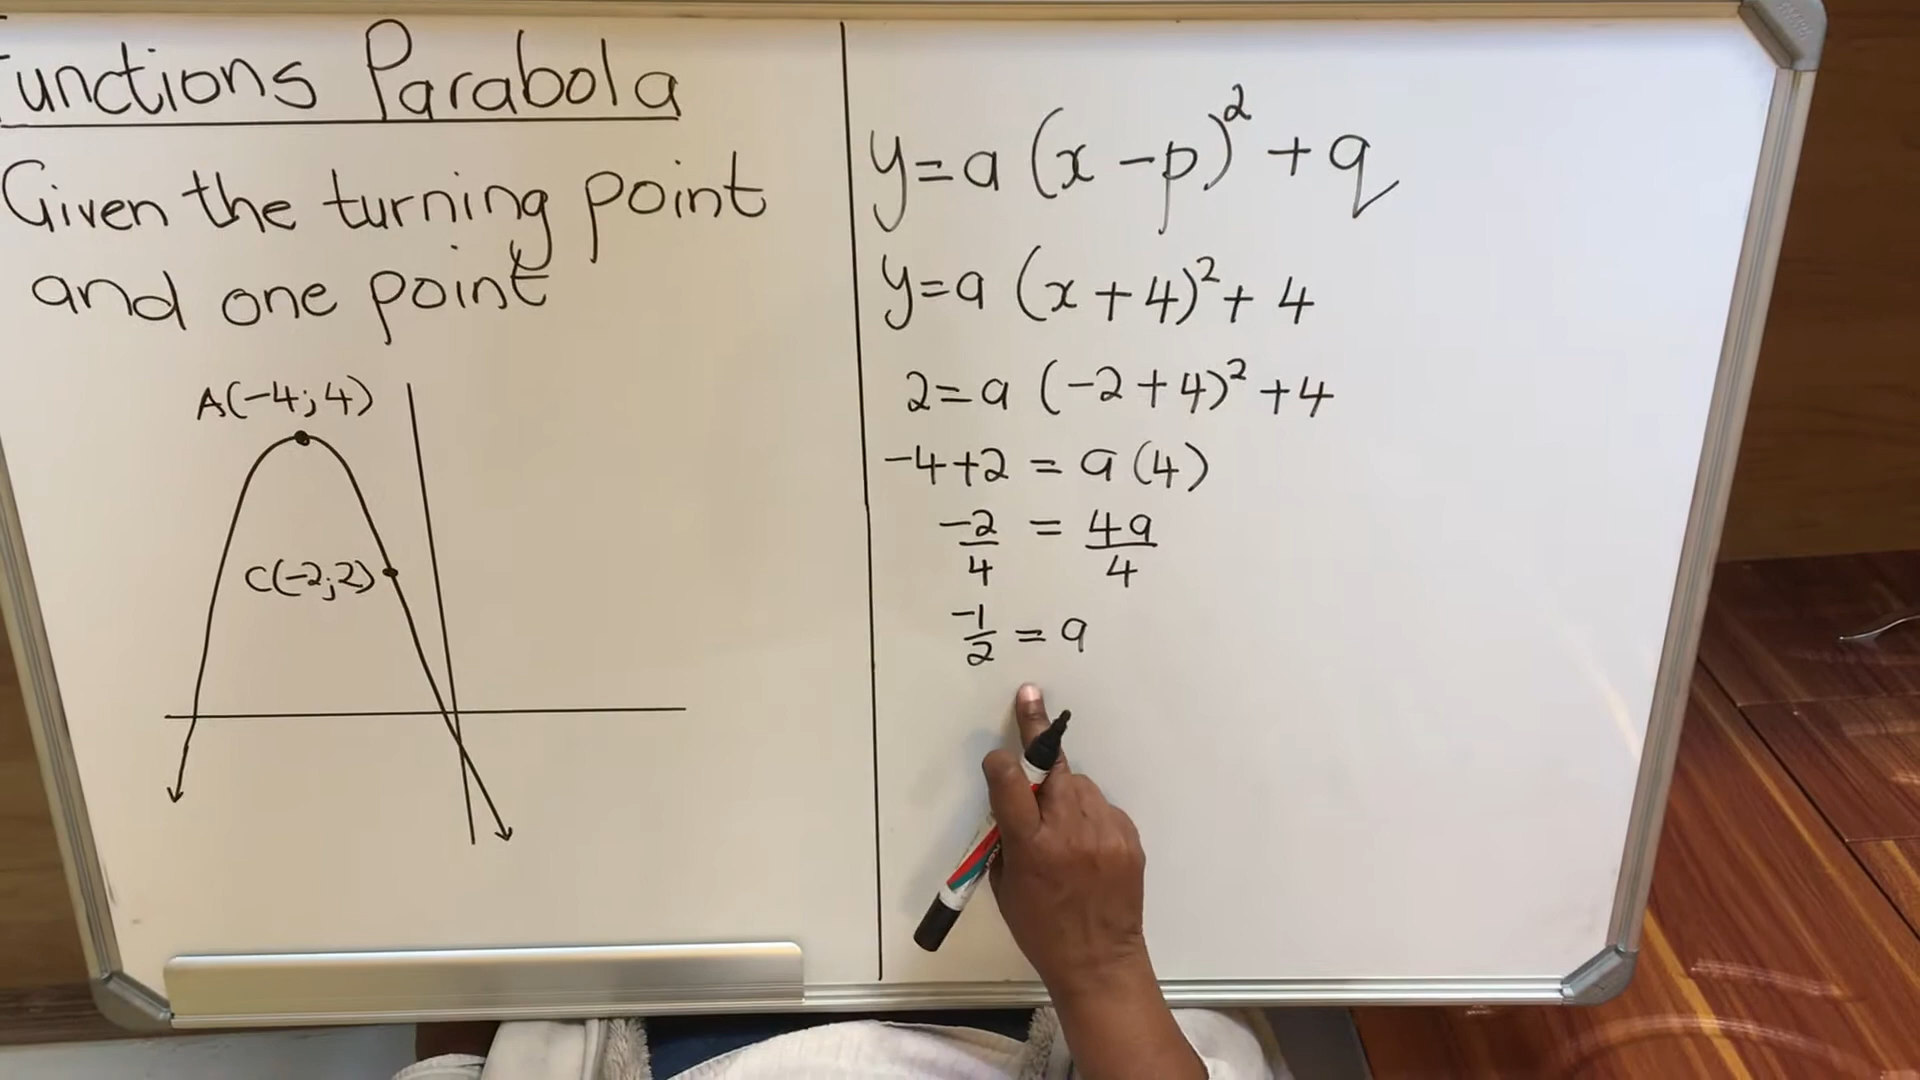 Functions Parabola
Given the turning point
and one point
A(-4;4)
C(-2;2)
y=a(x-p)²+q
y=a(x+4)²+4
2=a(-2+4)²+4
-4+2=a(4)
-2/4=4a/4
-1/2=a